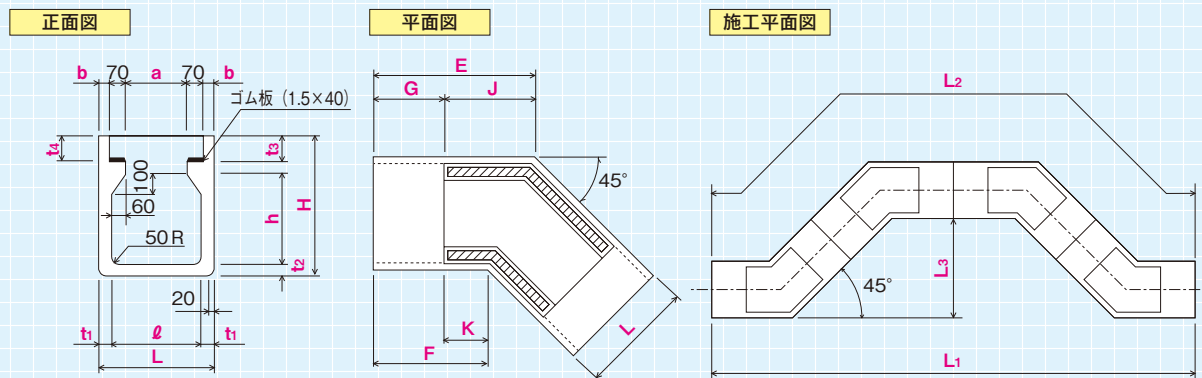 正面図
b 70 a 70 b
ゴム板（1.5×40）
t4
t3
100
60
h
H
50R
t2
20
t1 ℓ t1
L
平面図
E
G J
45°
K
F
L
施工平面図
L2
L3
45°
L1